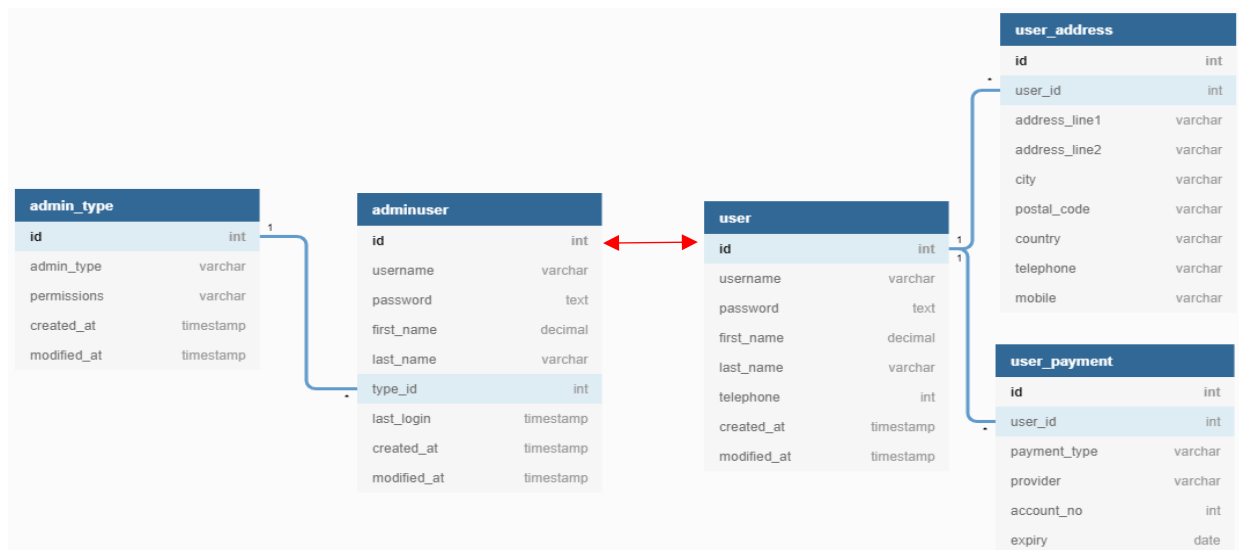 admin_type
id int
admin_type varchar
permissions varchar
created_at timestamp
modified_at timestamp
1
*
adminuser
id int
username varchar
password text
first_name decimal
last_name varchar
type_id int
last_login timestamp
created_at timestamp
modified_at timestamp
user
id int
username varchar
password text
first_name decimal
last_name varchar
telephone int
created_at timestamp
modified_at timestamp
1
1
*
user_address
id int
user_id int
address_line1 varchar
address_line2 varchar
city varchar
postal_code varchar
country varchar
telephone varchar
mobile varchar
*
user_payment
id int
user_id int
payment_type varchar
provider varchar
account_no int
expiry date